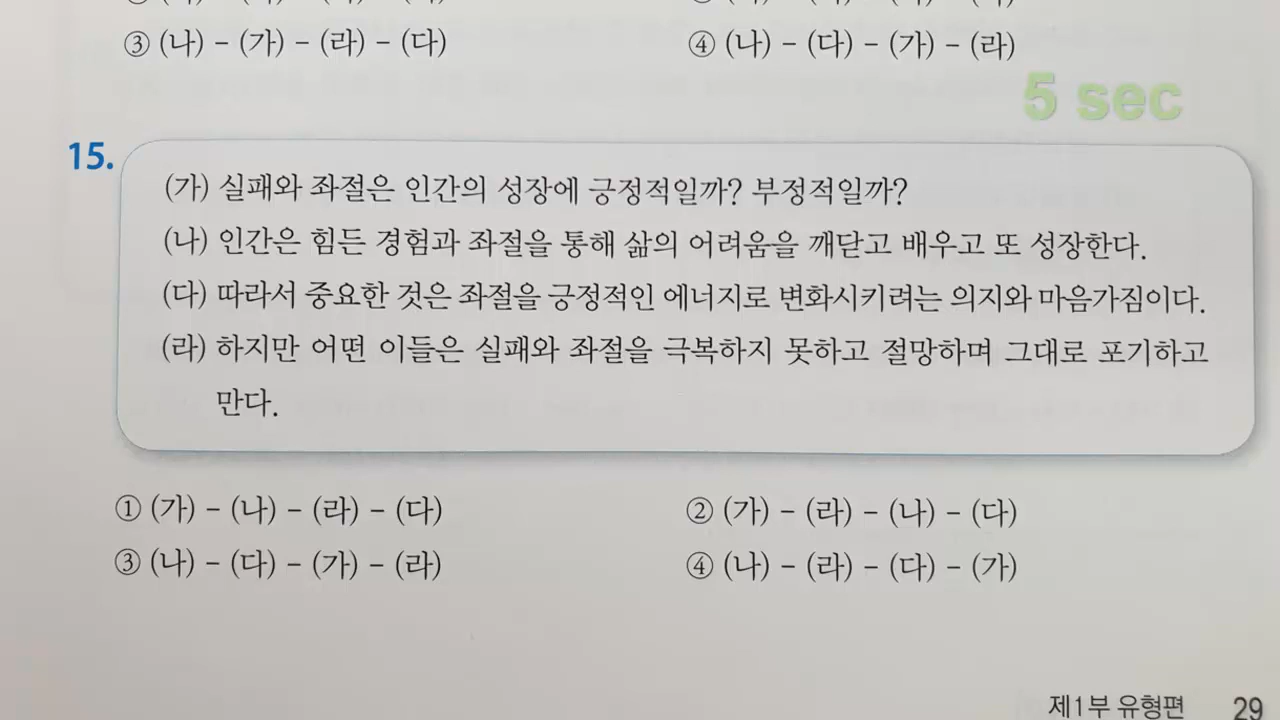 ③ (나) – (가) – (라) – (다)
④ (나) – (다) – (가) – (라)
5 sec
15.
(가) 실패와 좌절은 인간의 성장에 긍정적일까? 부정적일까?
(나) 인간은 힘든 경험과 좌절을 통해 삶의 어려움을 깨닫고 배우고 또 성장한다.
(다) 따라서 중요한 것은 좌절을 긍정적인 에너지로 변화시키려는 의지와 마음가짐이다.
(라) 하지만 어떤 이들은 실패와 좌절을 극복하지 못하고 절망하며 그대로 포기하고
만다.
① (가) – (나) – (라) – (다)
② (가) – (라) – (나) – (다)
③ (나) – (다) – (가) – (라)
④ (나) – (라) – (다) – (가)
제1부 유형편 29